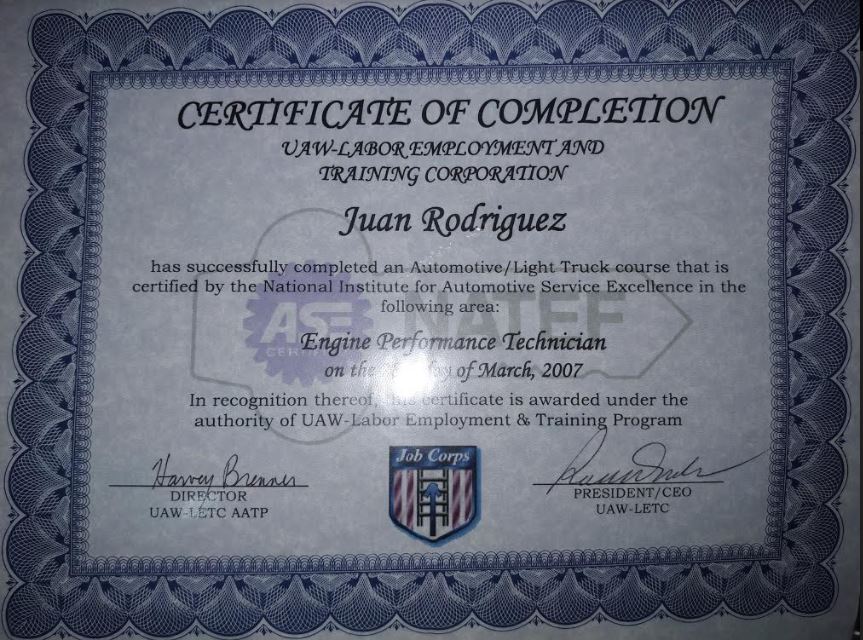 CERTIFICATE OF COMPLETION
UAW-LABOR EMPLOYMENT AND
TRAINING CORPORATION
Juan Rodriguez
has successfully completed an Automotive/Light Truck course that is
certified by the National Institute for Automotive Service Excellence in the
following area:
ASE
NATEF
Engine Performance Technician
on the of March, 2007
In recognition thereof, this certificate is awarded under the
authority of UAW-Labor Employment & Training Program
Job Corps
Harvey Brenner
DIRECTOR
UAW-LETC AATP
PRESIDENT/CEO
UAW-LETC